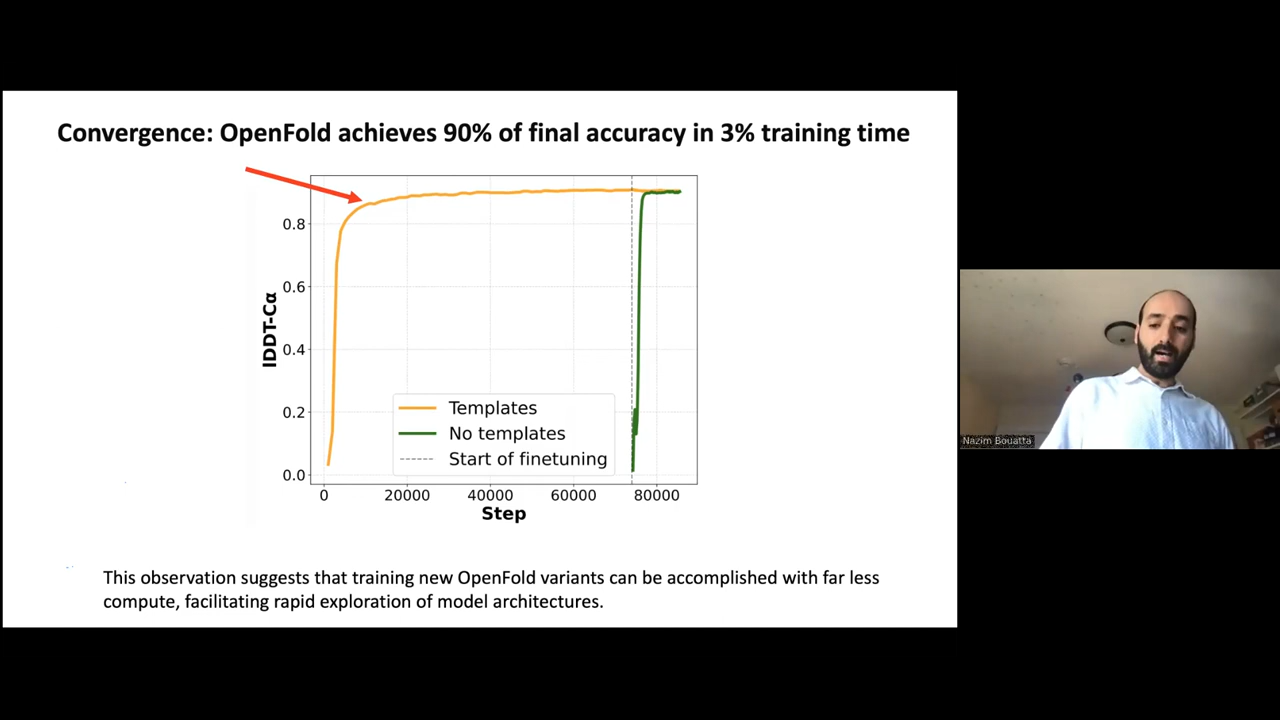 Convergence: OpenFold achieves 90% of final accuracy in 3% training time
0.8
0.6
0.4
0.2
0.0
lDDT-Cα
Templates
No templates
Start of finetuning
0 20000 40000 60000 80000
Step
This observation suggests that training new OpenFold variants can be accomplished with far less
compute, facilitating rapid exploration of model architectures.
Nazim Bouatta